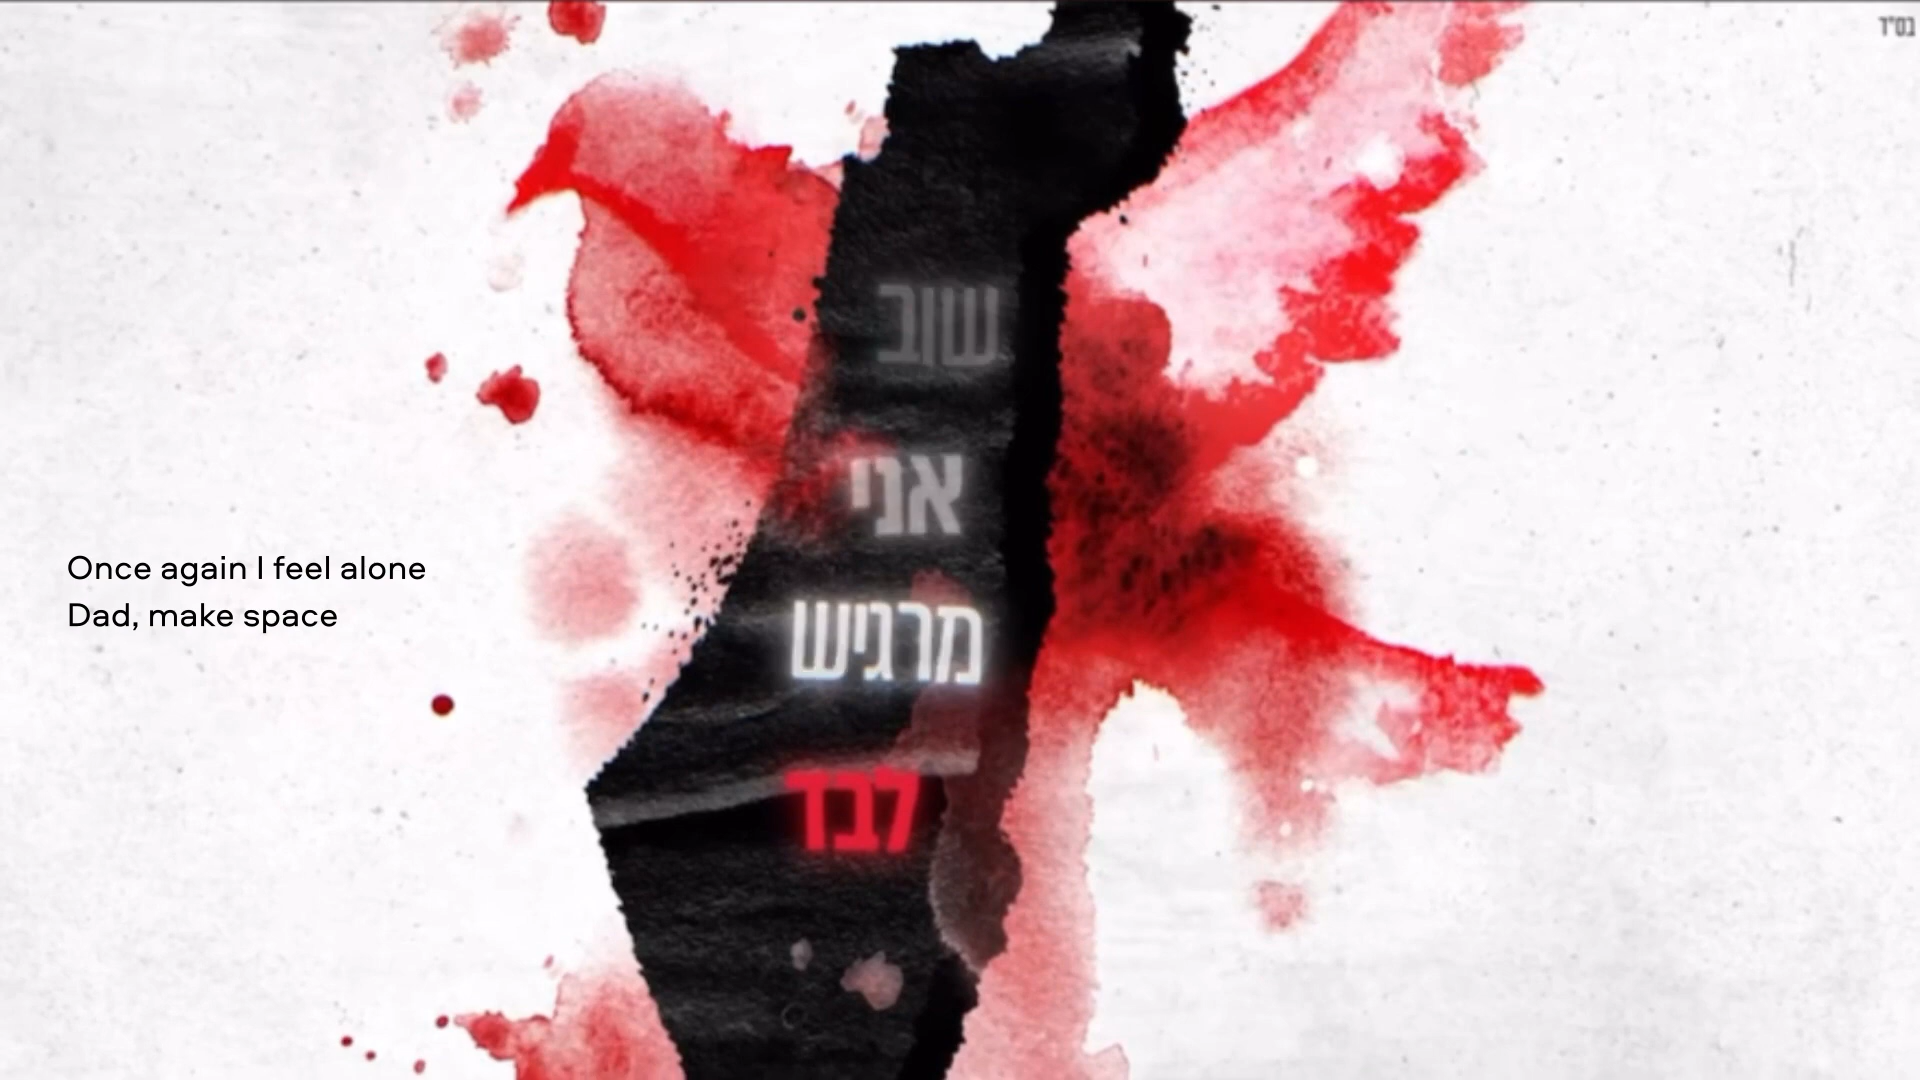 בס"ד
שוב
אני
מרגיש
לבד
Once again I feel alone
Dad, make space